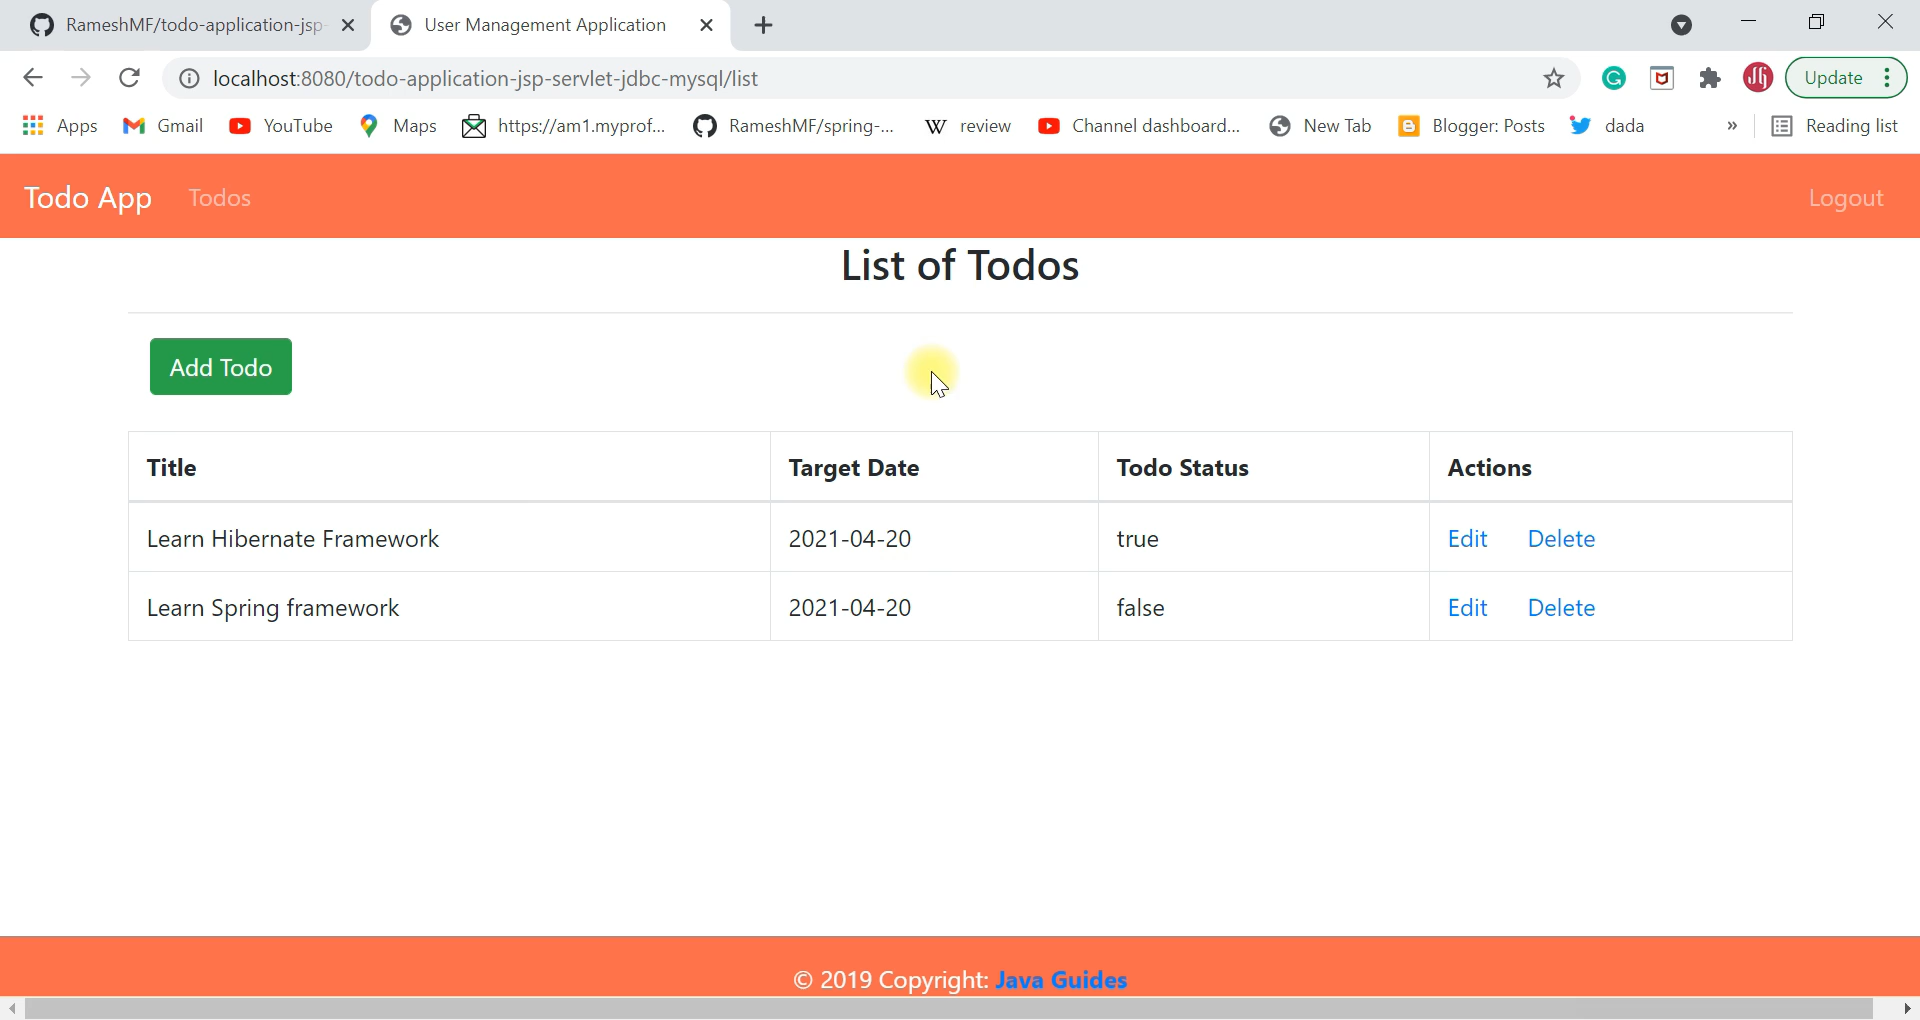 RameshMF/todo-application-jsp-
User Management Application
localhost:8080/todo-application-jsp-servlet-jdbc-mysql/list
Update
Apps
Gmail
YouTube
Maps
https://am1.myprof...
RameshMF/spring-...
W review
Channel dashboard...
New Tab
Blogger: Posts
dada
»
Reading list
Todo App
Todos
Logout
List of Todos
Add Todo
Title Target Date Todo Status Actions
Learn Hibernate Framework 2021-04-20 true Edit Delete
Learn Spring framework 2021-04-20 false Edit Delete
© 2019 Copyright: Java Guides